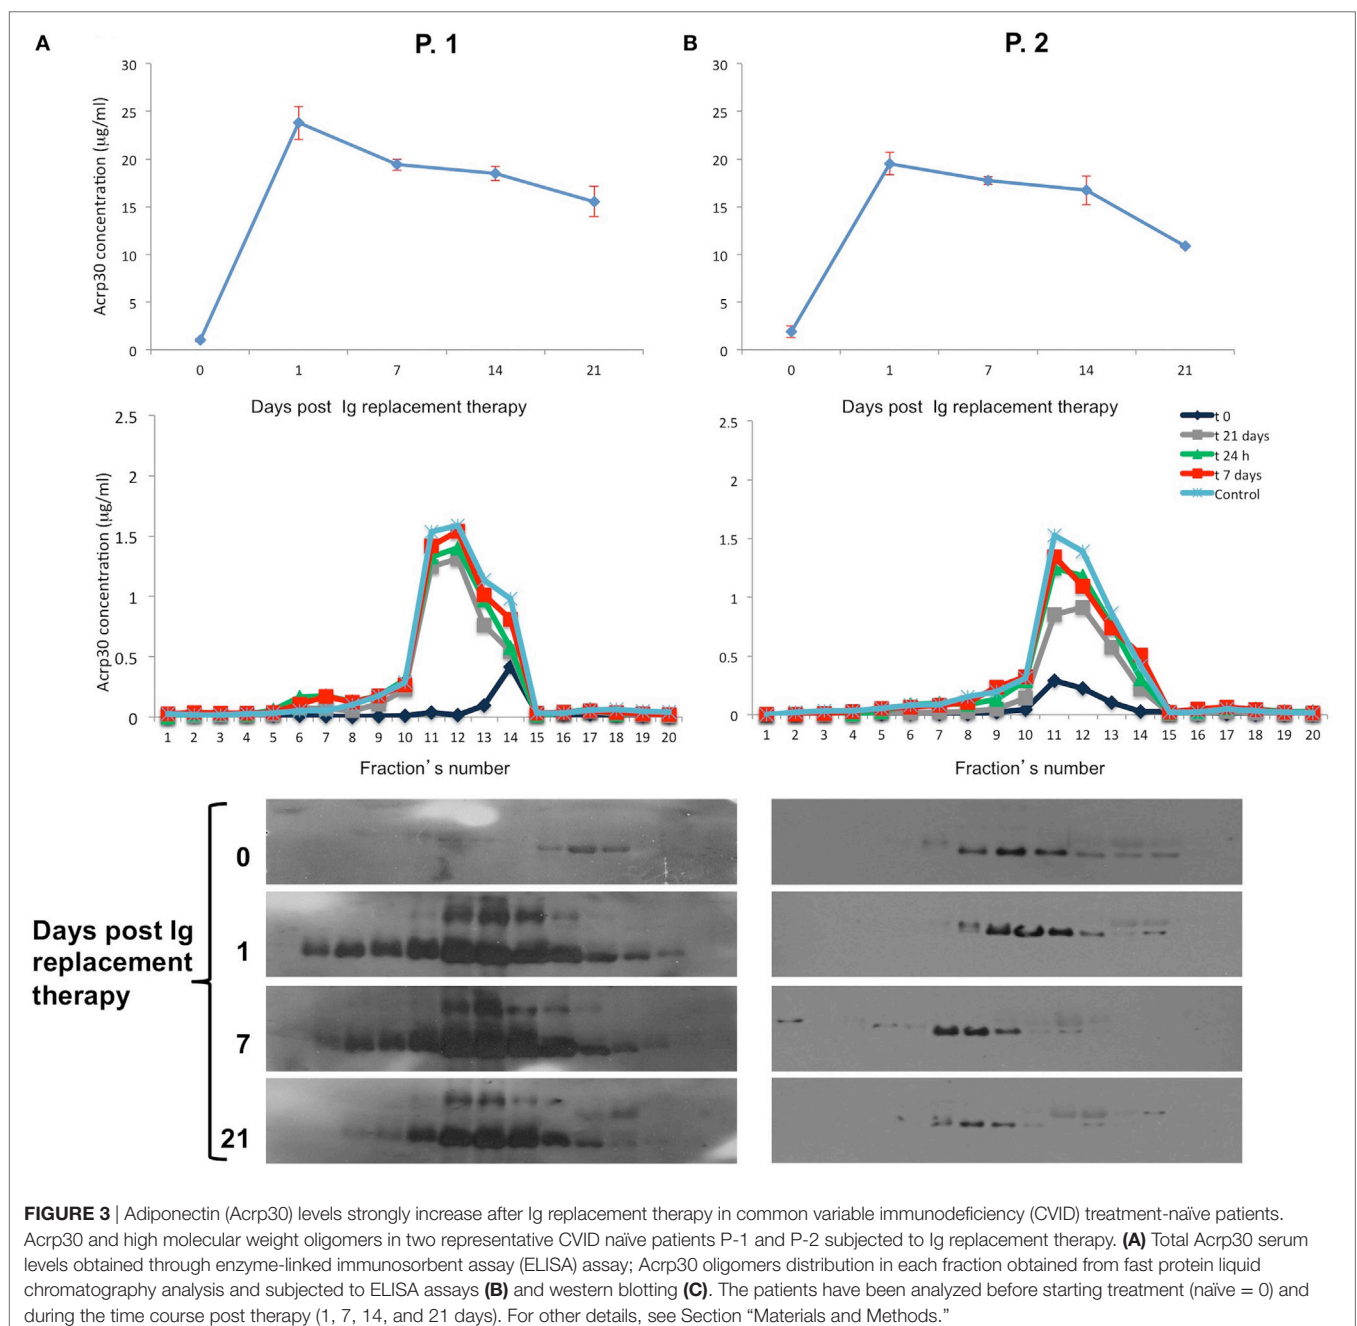 A
P. 1
B
P. 2
30
25
20
15
10
5
0
Acrp30 concentration (µg/ml)
0 1 7 14 21
Days post Ig replacement therapy
30
25
20
15
10
5
0
0 1 7 14 21
Days post Ig replacement therapy
2.5
2
1.5
1
0.5
0
Acrp30 concentration (µg/ml)
1 2 3 4 5 6 7 8 9 10 11 12 13 14 15 16 17 18 19 20
Fraction's number
t 0
t 21 days
t 24 h
t 7 days
Control
2.5
2
1.5
1
0.5
0
1 2 3 4 5 6 7 8 9 10 11 12 13 14 15 16 17 18 19 20
Fraction's number
Days post Ig
replacement
therapy
0
1
7
21
FIGURE 3 | Adiponectin (Acrp30) levels strongly increase after Ig replacement therapy in common variable immunodeficiency (CVID) treatment-naïve patients.
Acrp30 and high molecular weight oligomers in two representative CVID naïve patients P-1 and P-2 subjected to Ig replacement therapy. (A) Total Acrp30 serum
levels obtained through enzyme-linked immunosorbent assay (ELISA) assay; Acrp30 oligomers distribution in each fraction obtained from fast protein liquid
chromatography analysis and subjected to ELISA assays (B) and western blotting (C). The patients have been analyzed before starting treatment (naïve = 0) and
during the time course post therapy (1, 7, 14, and 21 days). For other details, see Section “Materials and Methods.”